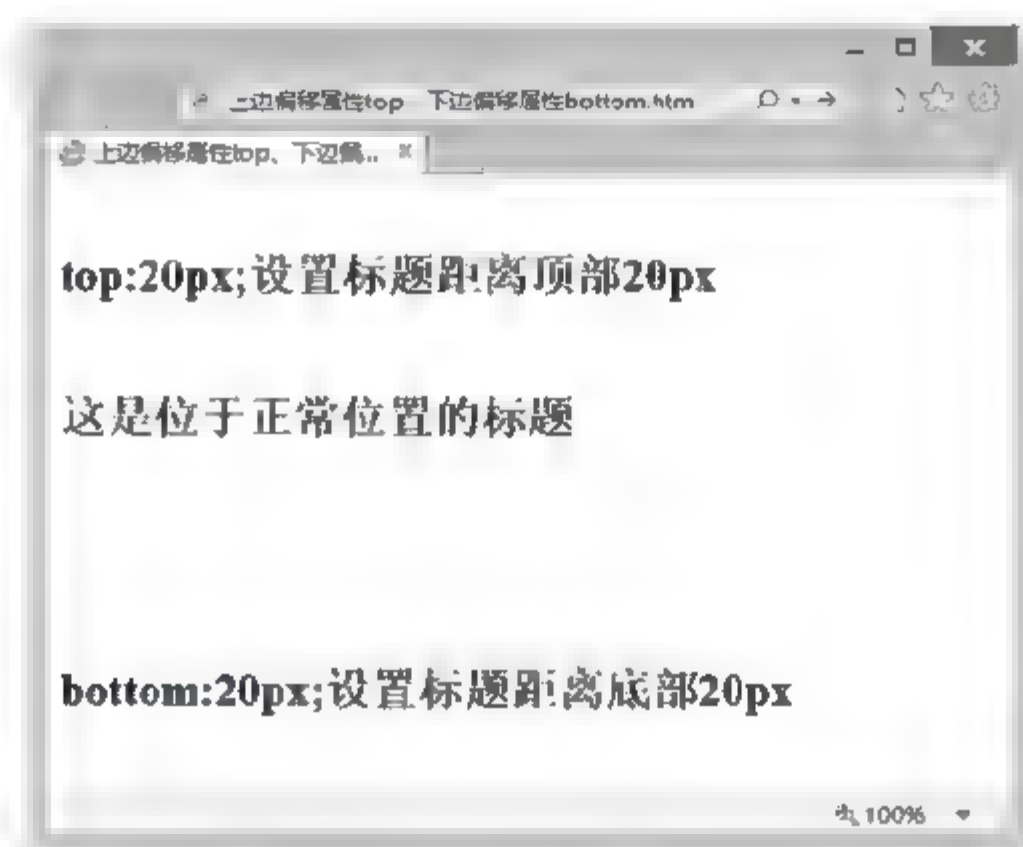 上边偏移属性top 下边偏移属性bottom.htm
上边偏移属性top、下边偏..
top:20px;设置标题距离顶部20px
这是位于正常位置的标题
bottom:20px;设置标题距离底部20px
100%